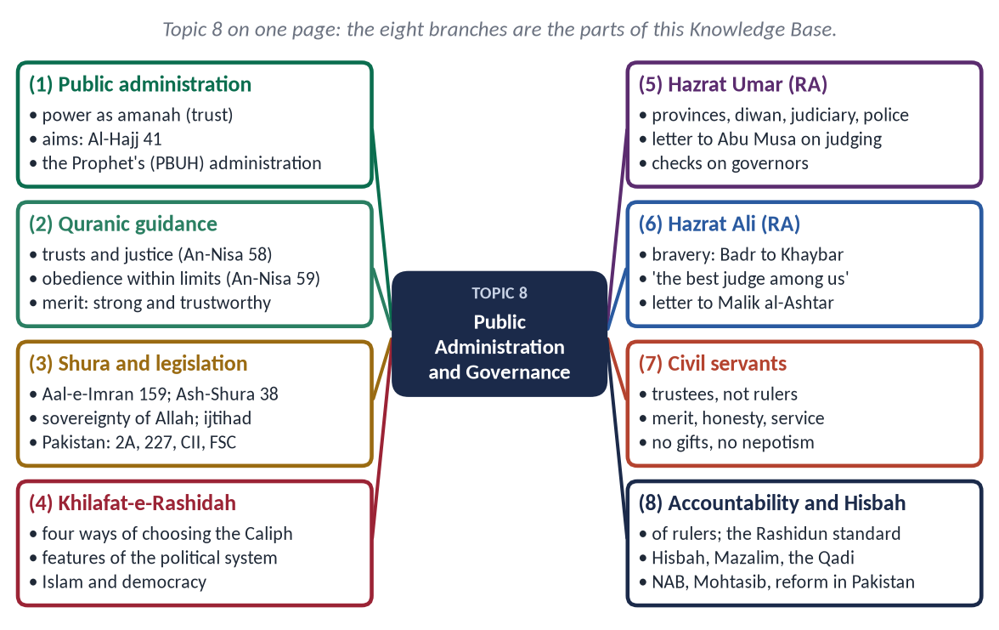 Topic 8 on one page: the eight branches are the parts of this Knowledge Base.
(1) Public administration
• power as amanah (trust)
• aims: Al-Hajj 41
• the Prophet's (PBUH) administration
(2) Quranic guidance
• trusts and justice (An-Nisa 58)
• obedience within limits (An-Nisa 59)
• merit: strong and trustworthy
(3) Shura and legislation
• Aal-e-Imran 159; Ash-Shura 38
• sovereignty of Allah; ijtihad
• Pakistan: 2A, 227, CII, FSC
(4) Khilafat-e-Rashidah
• four ways of choosing the Caliph
• features of the political system
• Islam and democracy
TOPIC 8
Public
Administration
and Governance
(5) Hazrat Umar (RA)
• provinces, diwan, judiciary, police
• letter to Abu Musa on judging
• checks on governors
(6) Hazrat Ali (RA)
• bravery: Badr to Khaybar
• 'the best judge among us'
• letter to Malik al-Ashtar
(7) Civil servants
• trustees, not rulers
• merit, honesty, service
• no gifts, no nepotism
(8) Accountability and Hisbah
• of rulers; the Rashidun standard
• Hisbah, Mazalim, the Qadi
• NAB, Mohtasib, reform in Pakistan